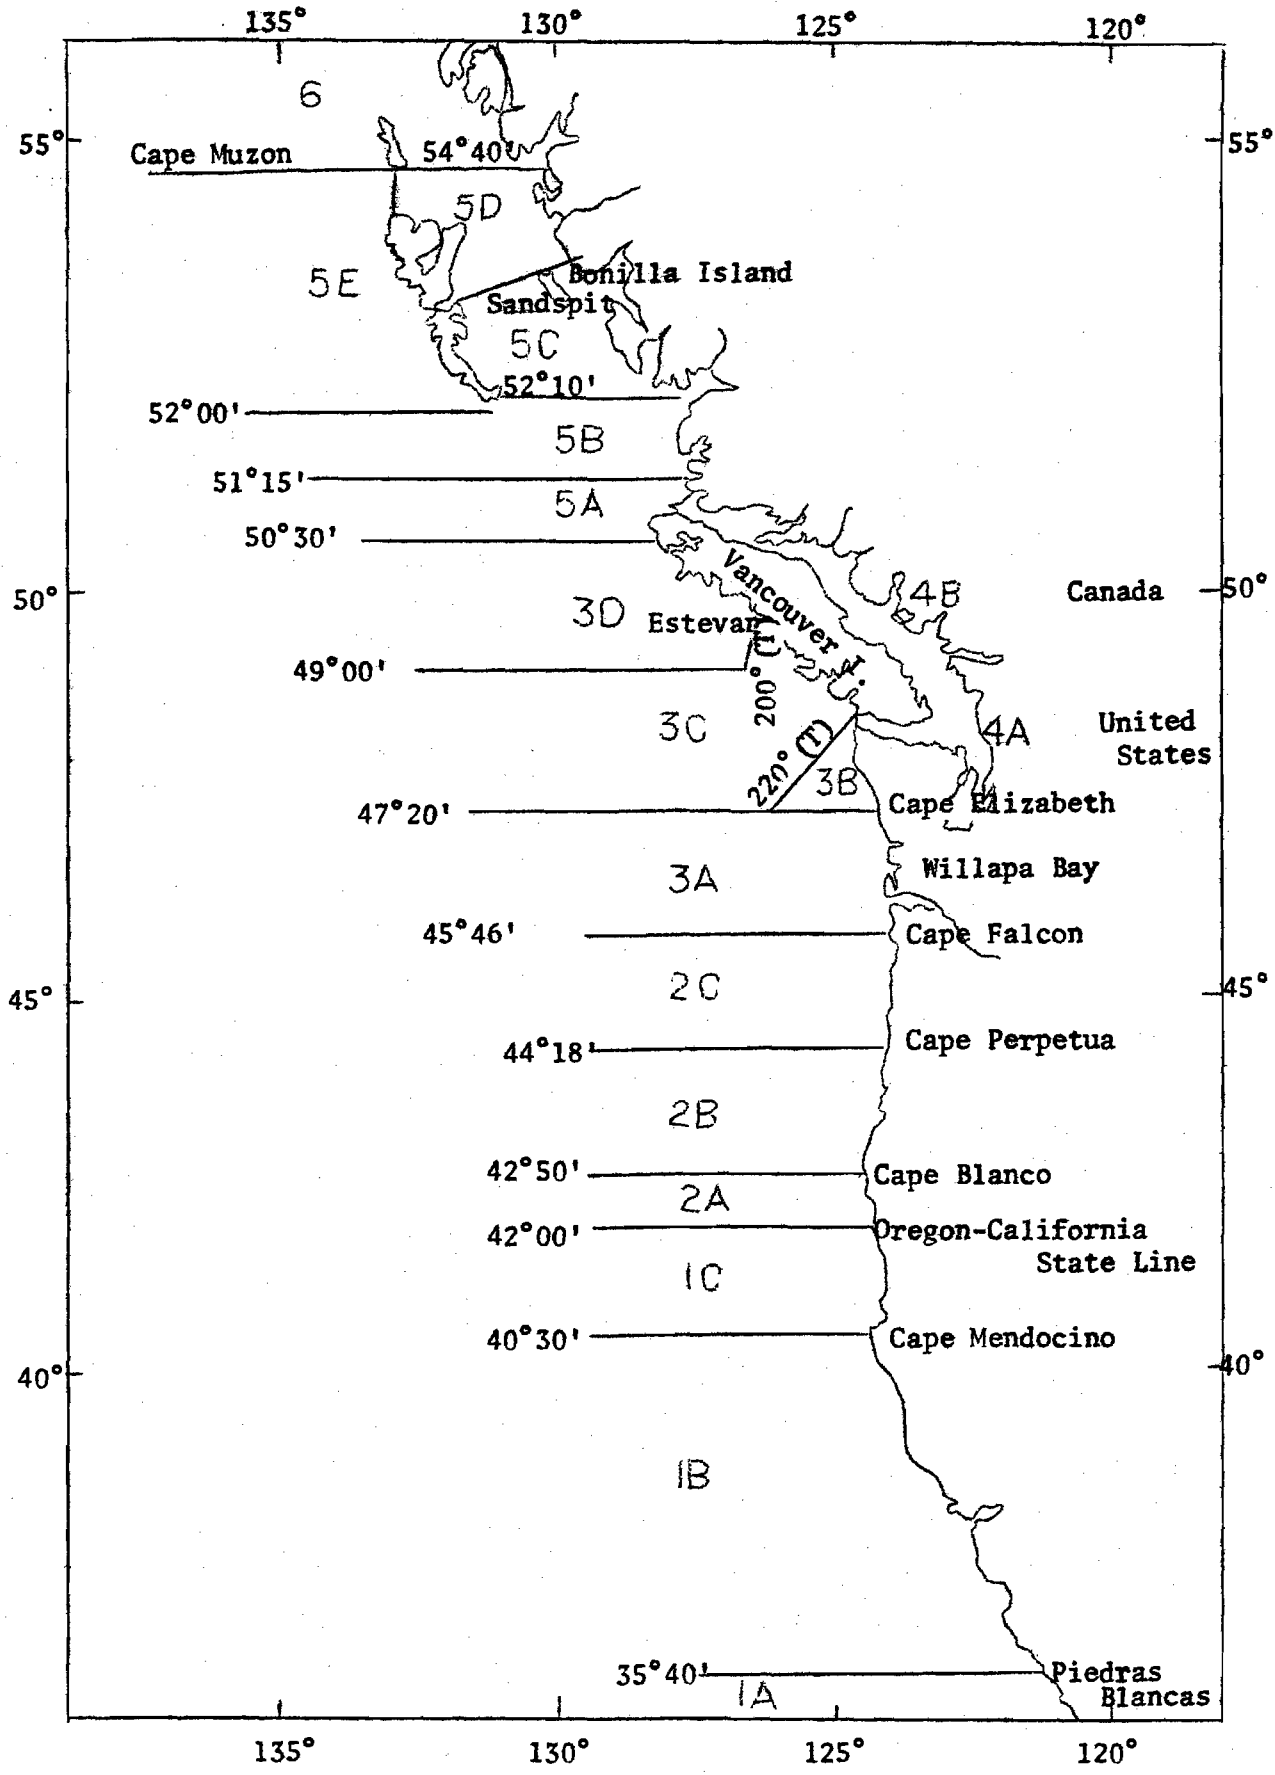 135° 130° 125° 120°
6
55° 55°
Cape Muzon 54°40'
5D
5E
Bonilla Island
Sandspit
5C
52°10'
52°00'
5B
51°15'
5A
50°30'
Vancouver I.
4B
50° Canada 50°
3D
Estevan
49°00'
200° (T)
3C
4A
United
States
220° (T)
3B
47°20' Cape Elizabeth
3A
Willapa Bay
45°46' Cape Falcon
2C
45° 45°
44°18' Cape Perpetua
2B
42°50' Cape Blanco
2A
42°00' Oregon-California
State Line
1C
40°30' Cape Mendocino
40° 40°
1B
35°40' Piedras
Blancas
1A
135° 130° 125° 120°